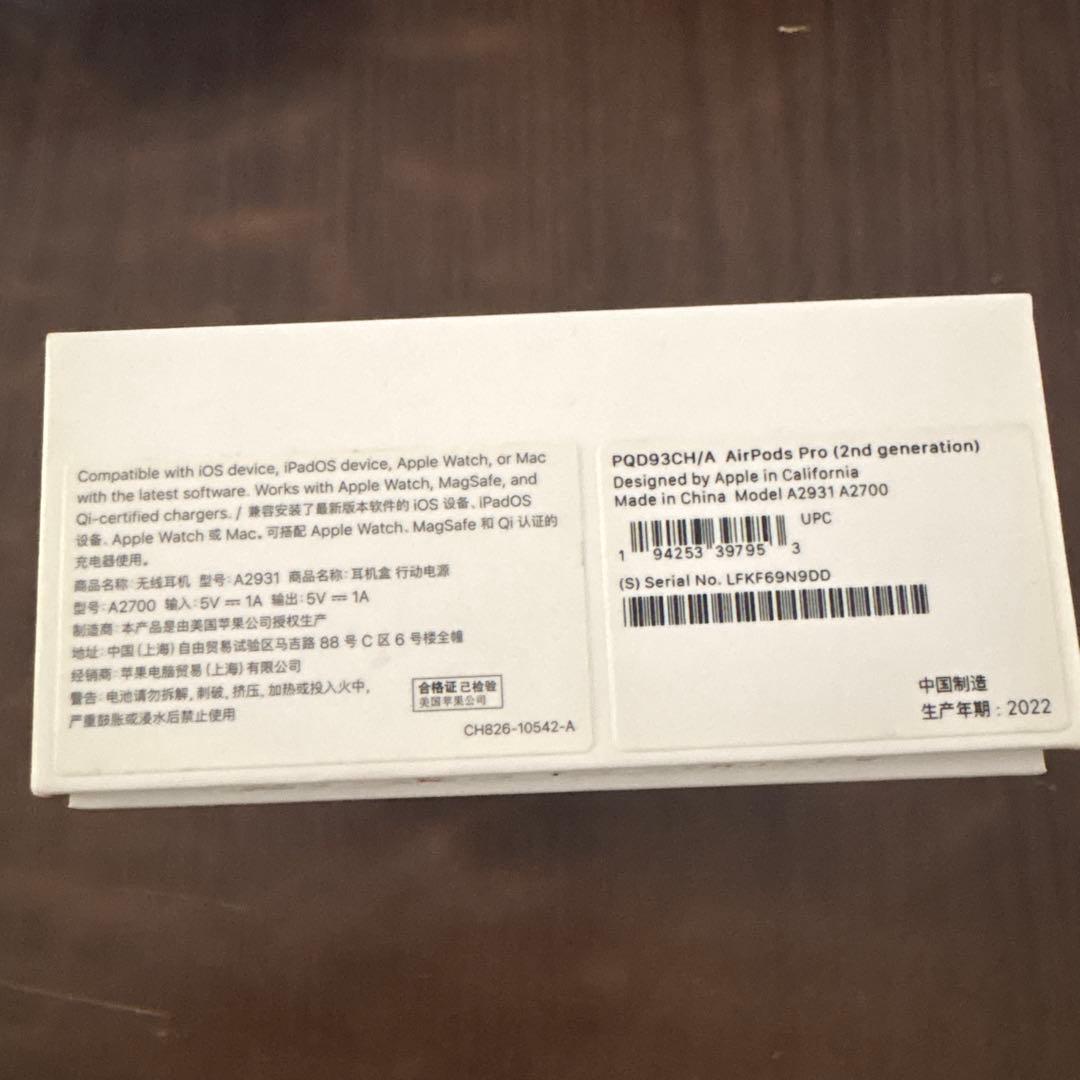 Compatible with iOS device, iPadOS device, Apple Watch, or Mac
with the latest software. Works with Apple Watch, MagSafe, and
Qi-certified chargers. / 兼容安装了最新版本软件的 iOS 设备、iPadOS
设备、Apple Watch 或 Mac。可搭配 Apple Watch、MagSafe 和 Qi 认证的
充电器使用。
商品名称：无线耳机 型号：A2931 商品名称：耳机盒 行动电源
型号：A2700 输入：5V ⎓ 1A 输出：5V ⎓ 1A
制造商：本产品是由美国苹果公司授权生产
地址：中国（上海）自由贸易试验区马吉路 88 号 C 区 6 号楼全幢
经销商：苹果电脑贸易（上海）有限公司
警告：电池请勿拆解，刺破，挤压，加热或投入火中，
严重鼓胀或浸水后禁止使用
合格证 己检验
美国苹果公司
CH826-10542-A
PQD93CH/A AirPods Pro (2nd generation)
Designed by Apple in California
Made in China Model A2931 A2700
UPC
1 94253 39795 3
(S) Serial No. LFKF69N9DD
中国制造
生产年期：2022